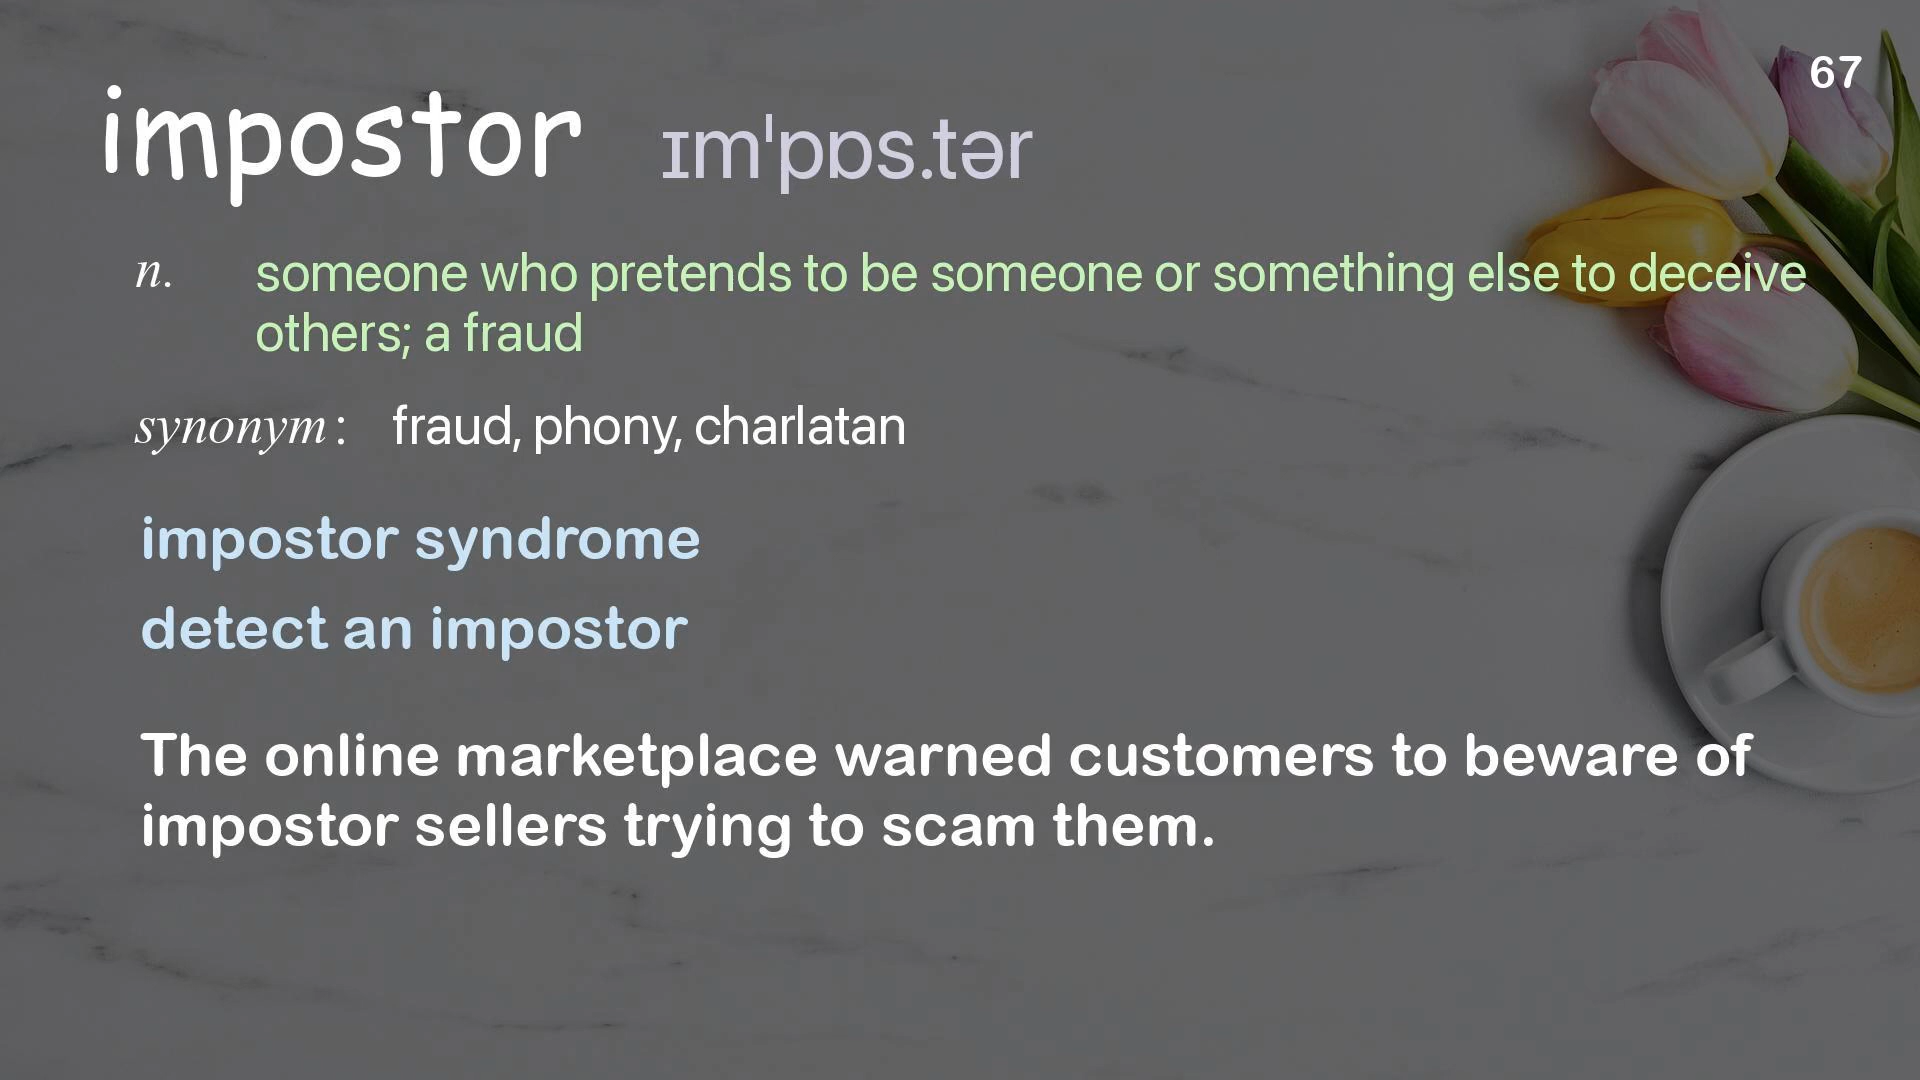 67
impostor ɪmˈpɒs.tər
n. someone who pretends to be someone or something else to deceive
others; a fraud
synonym: fraud, phony, charlatan
impostor syndrome
detect an impostor
The online marketplace warned customers to beware of
impostor sellers trying to scam them.